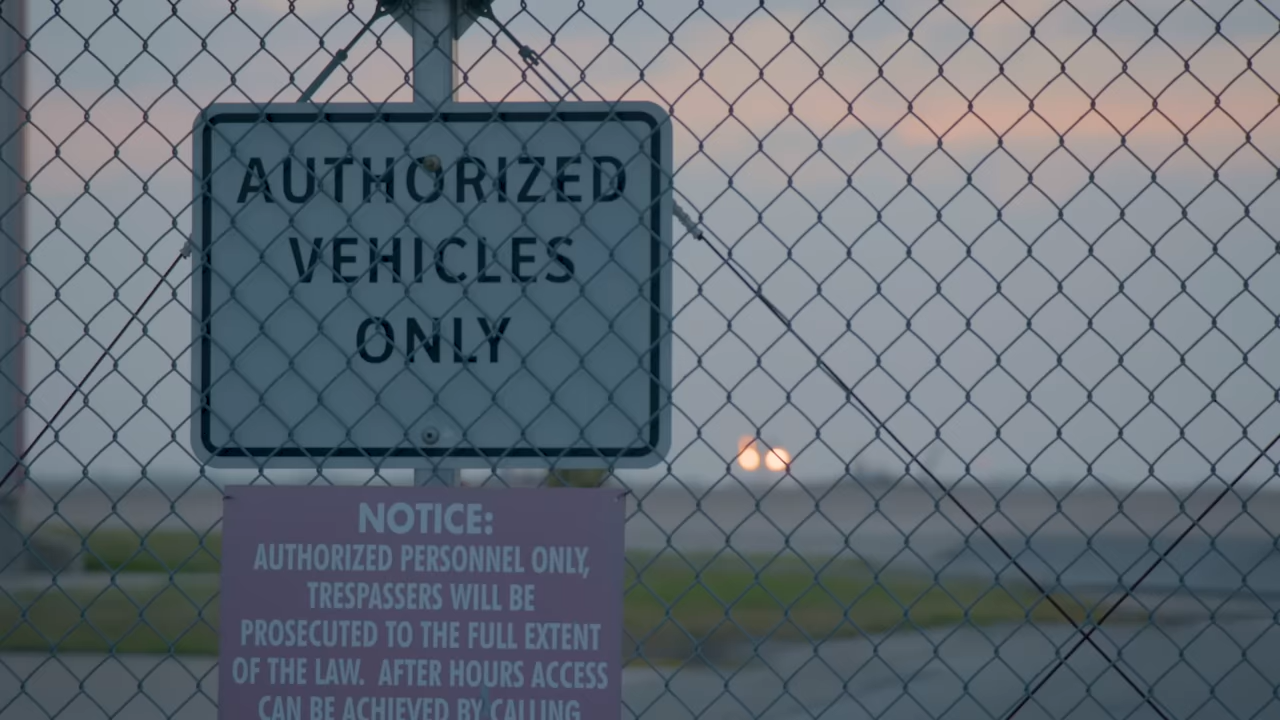 AUTHORIZED
VEHICLES
ONLY
NOTICE:
AUTHORIZED PERSONNEL ONLY,
TRESPASSERS WILL BE
PROSECUTED TO THE FULL EXTENT
OF THE LAW. AFTER HOURS ACCESS
CAN BE ACHIEVED BY CALLING